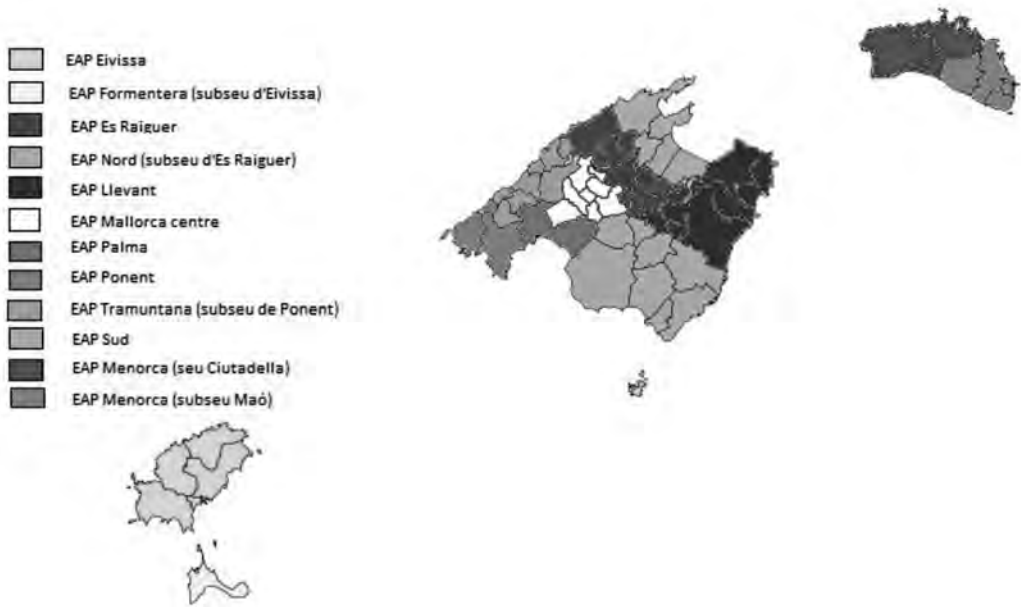 EAP Eivissa
EAP Formentera (subseu d'Eivissa)
EAP Es Raiguer
EAP Nord (subseu d'Es Raiguer)
EAP Llevant
EAP Mallorca centre
EAP Palma
EAP Ponent
EAP Tramuntana (subseu de Ponent)
EAP Sud
EAP Menorca (seu Ciutadella)
EAP Menorca (subseu Maó)